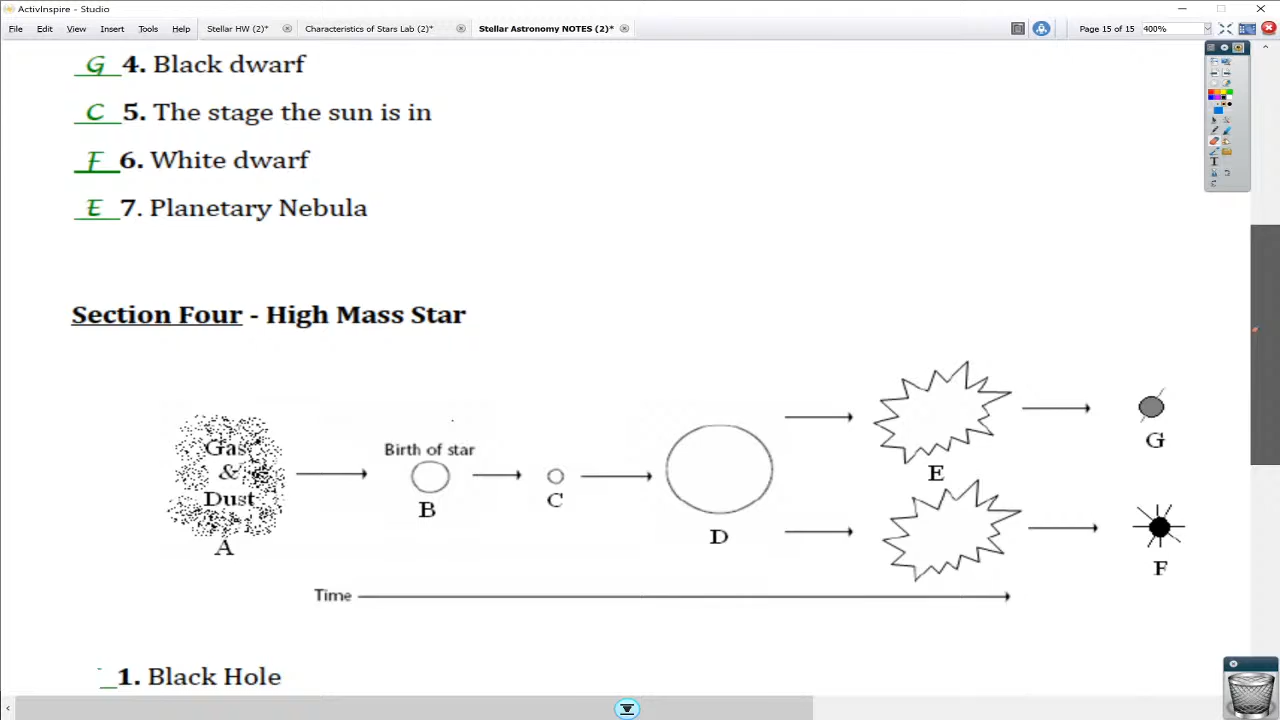 ActivInspire - Studio
File Edit View Insert Tools Help Stellar HW (2)* Characteristics of Stars Lab (2)* Stellar Astronomy NOTES (2)* Page 15 of 15 400%
G 4. Black dwarf
C 5. The stage the sun is in
F 6. White dwarf
E 7. Planetary Nebula
Section Four - High Mass Star
Gas
&
Dust
A
Birth of star
B
C
D
E
G
F
Time
1. Black Hole